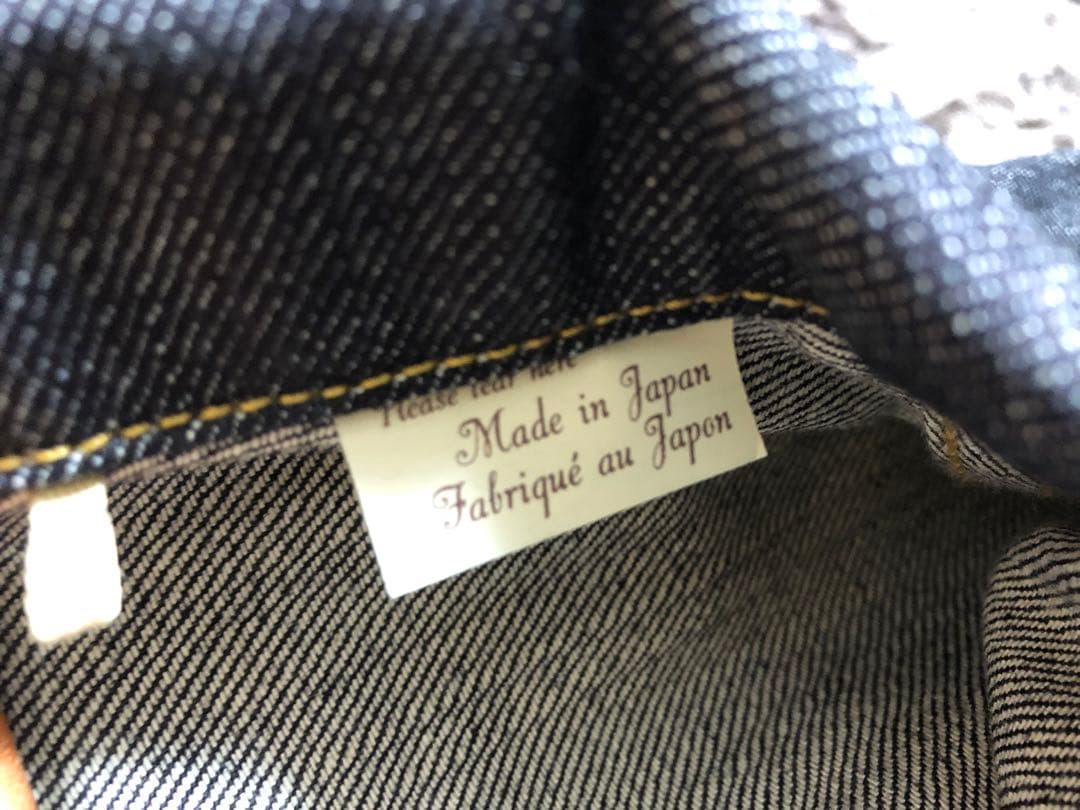 Please tear here
Made in Japan
Fabriqué au Japon